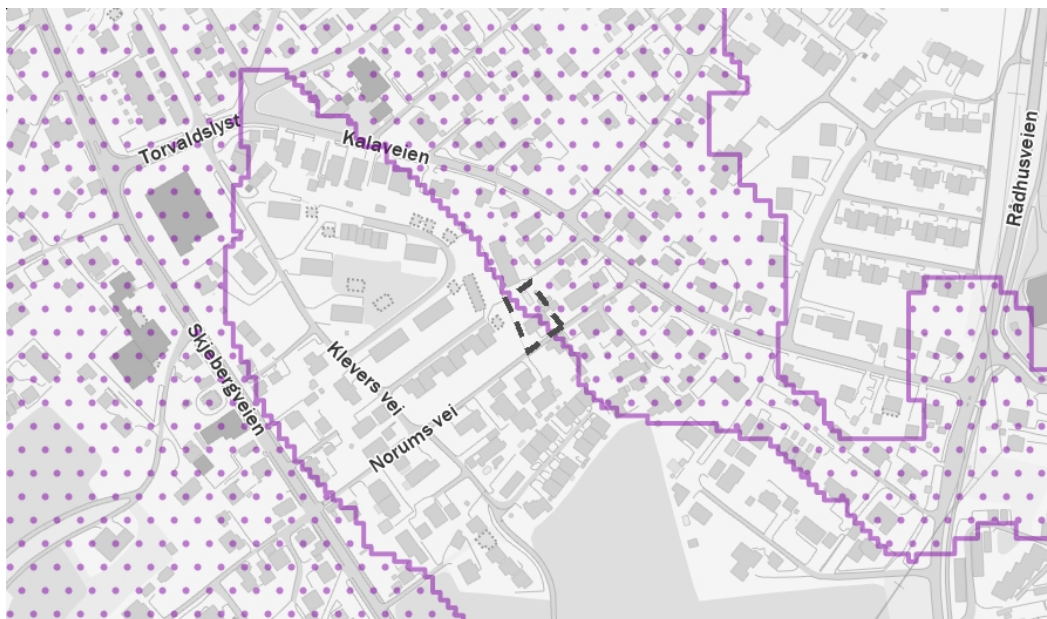 Torvaldslyst
Kalaveien
Rådhusveien
Skjebergveien
Klevers vei
Norums vei